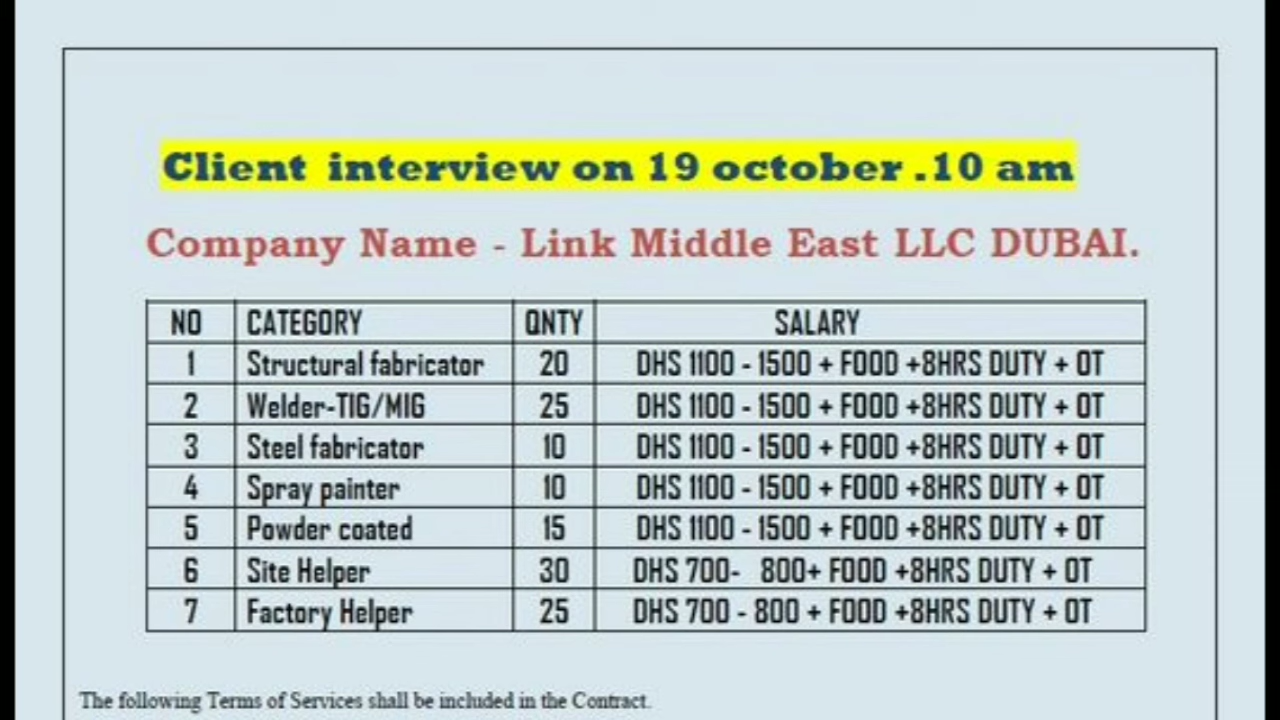 Client interview on 19 october .10 am
Company Name - Link Middle East LLC DUBAI.
NO CATEGORY QNTY SALARY
1 Structural fabricator 20 DHS 1100 - 1500 + FOOD +8HRS DUTY + OT
2 Welder-TIG/MIG 25 DHS 1100 - 1500 + FOOD +8HRS DUTY + OT
3 Steel fabricator 10 DHS 1100 - 1500 + FOOD +8HRS DUTY + OT
4 Spray painter 10 DHS 1100 - 1500 + FOOD +8HRS DUTY + OT
5 Powder coated 15 DHS 1100 - 1500 + FOOD +8HRS DUTY + OT
6 Site Helper 30 DHS 700- 800+ FOOD +8HRS DUTY + OT
7 Factory Helper 25 DHS 700 - 800 + FOOD +8HRS DUTY + OT
The following Terms of Services shall be included in the Contract.